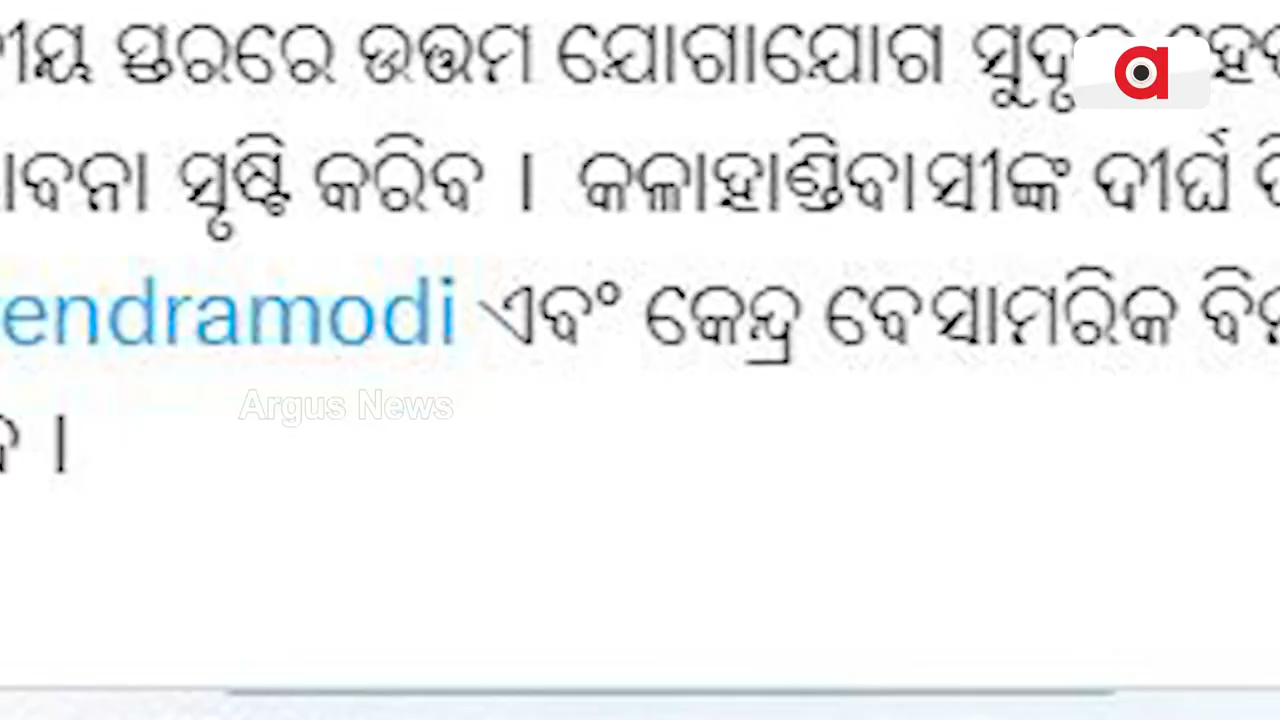 ସ୍ତରରେ ଉତ୍ତମ ଯୋଗାଯୋଗ
ସୃଷ୍ଟି କରିବ । କଳାହାଣ୍ଡିବାସୀଙ୍କ ଦୀର୍ଘ
endramodi ଏବଂ କେନ୍ଦ୍ର ବେସାମରିକ
Argus News
।